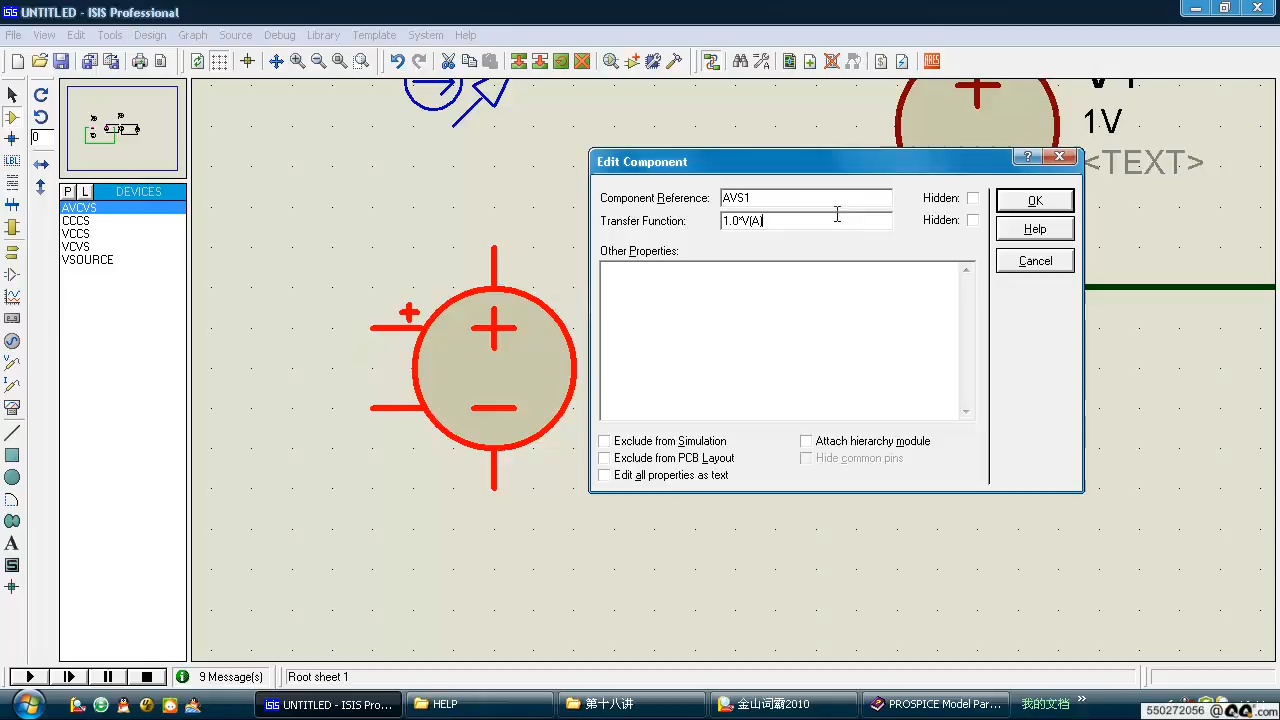 UNTITLED - ISIS Professional
File View Edit Tools Design Graph Source Debug Library Template System Help
ARES
0
LBL
P L DEVICES
AVCVS
CCCS
VCCS
VCVS
VSOURCE
1V
<TEXT>
Edit Component
Component Reference: AVS1 Hidden:
Transfer Function: 1.0*V(A) Hidden:
Other Properties:
OK
Help
Cancel
Exclude from Simulation
Exclude from PCB Layout
Edit all properties as text
Attach hierarchy module
Hide common pins
9 Message(s) Root sheet 1
UNTITLED - ISIS Pro... HELP 第十八讲 金山词霸2010 PROSPICE Model Par... 我的文档
550272056 @QQ.com